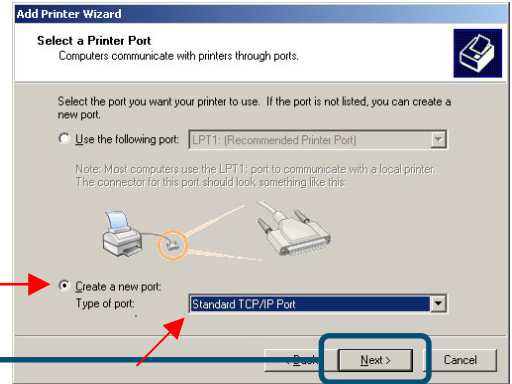 Add Printer Wizard
Select a Printer Port
Computers communicate with printers through ports.
Select the port you want your printer to use. If the port is not listed, you can create a
new port.
Use the following port: LPT1: (Recommended Printer Port)
Note: Most computers use the LPT1: port to communicate with a local printer.
The connector for this port should look something like this:
Create a new port:
Type of port: Standard TCP/IP Port
< Back Next > Cancel